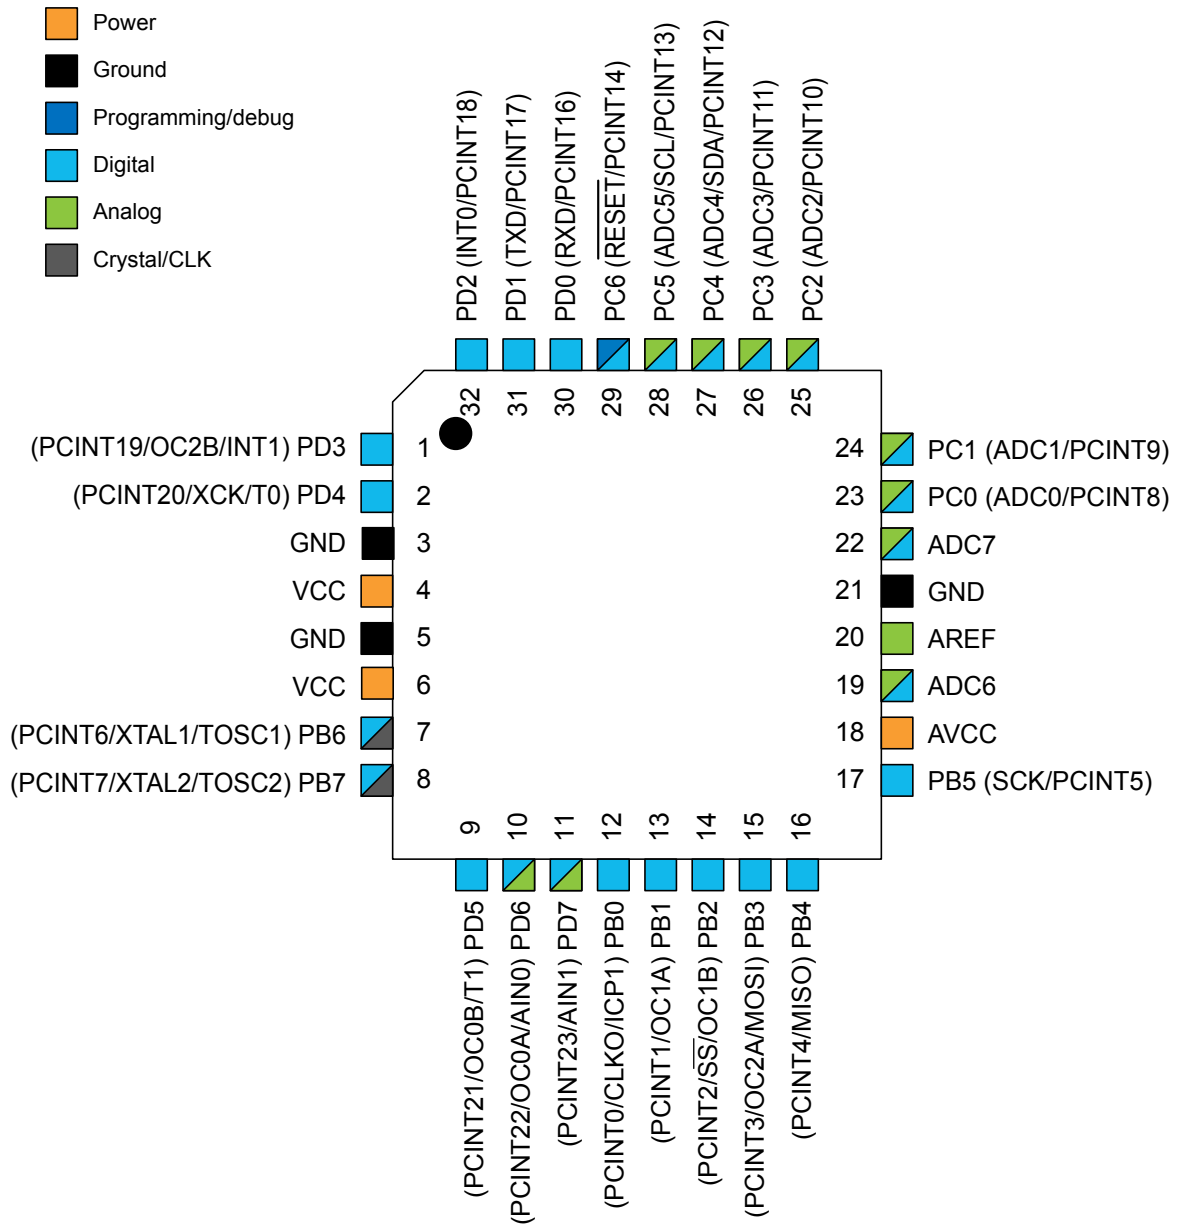 Power
Ground
Programming/debug
Digital
Analog
Crystal/CLK
PD2 (INT0/PCINT18)
PD1 (TXD/PCINT17)
PD0 (RXD/PCINT16)
PC6 (RESET/PCINT14)
PC5 (ADC5/SCL/PCINT13)
PC4 (ADC4/SDA/PCINT12)
PC3 (ADC3/PCINT11)
PC2 (ADC2/PCINT10)
32
31
30
29
28
27
26
25
(PCINT19/OC2B/INT1) PD3
1
(PCINT20/XCK/T0) PD4
2
GND
3
VCC
4
GND
5
VCC
6
(PCINT6/XTAL1/TOSC1) PB6
7
(PCINT7/XTAL2/TOSC2) PB7
8
24
PC1 (ADC1/PCINT9)
23
PC0 (ADC0/PCINT8)
22
ADC7
21
GND
20
AREF
19
ADC6
18
AVCC
17
PB5 (SCK/PCINT5)
9
10
11
12
13
14
15
16
(PCINT21/OC0B/T1) PD5
(PCINT22/OC0A/AIN0) PD6
(PCINT23/AIN1) PD7
(PCINT0/CLKO/ICP1) PB0
(PCINT1/OC1A) PB1
(PCINT2/SS/OC1B) PB2
(PCINT3/OC2A/MOSI) PB3
(PCINT4/MISO) PB4